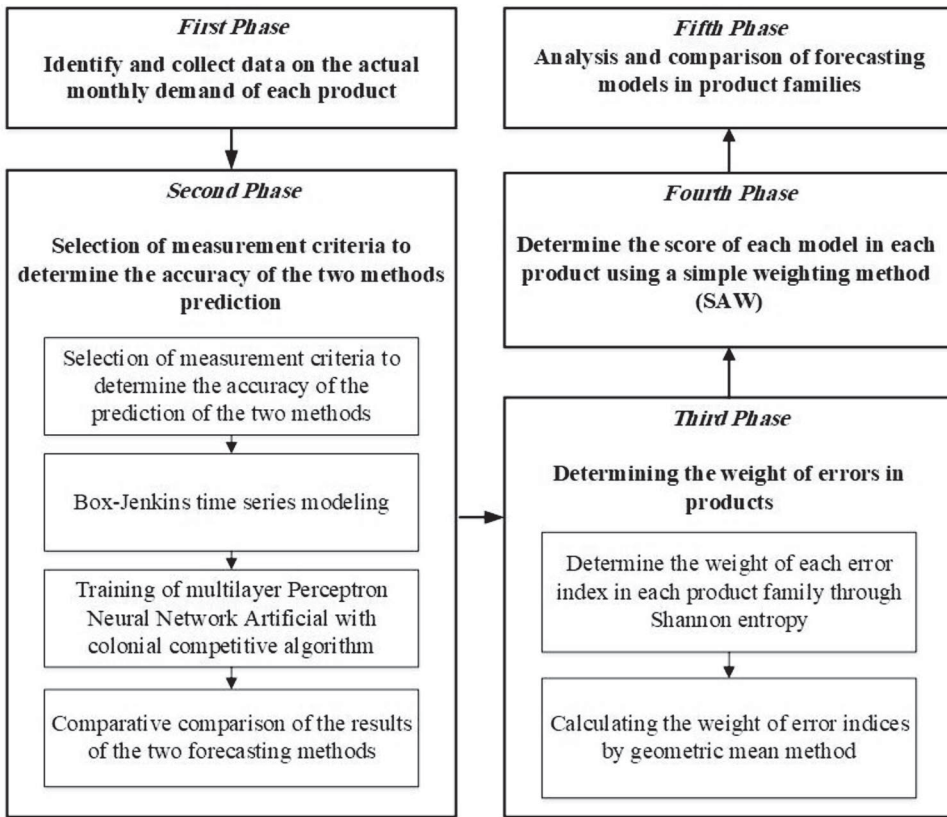 First Phase
Identify and collect data on the actual
monthly demand of each product
Second Phase
Selection of measurement criteria to
determine the accuracy of the two methods
prediction
Selection of measurement criteria to
determine the accuracy of the
prediction of the two methods
Box-Jenkins time series modeling
Training of multilayer Perceptron
Neural Network Artificial with
colonial competitive algorithm
Comparative comparison of the results
of the two forecasting methods
Third Phase
Determining the weight of errors in
products
Determine the weight of each error
index in each product family through
Shannon entropy
Calculating the weight of error indices
by geometric mean method
Fourth Phase
Determine the score of each model in each
product using a simple weighting method
(SAW)
Fifth Phase
Analysis and comparison of forecasting
models in product families